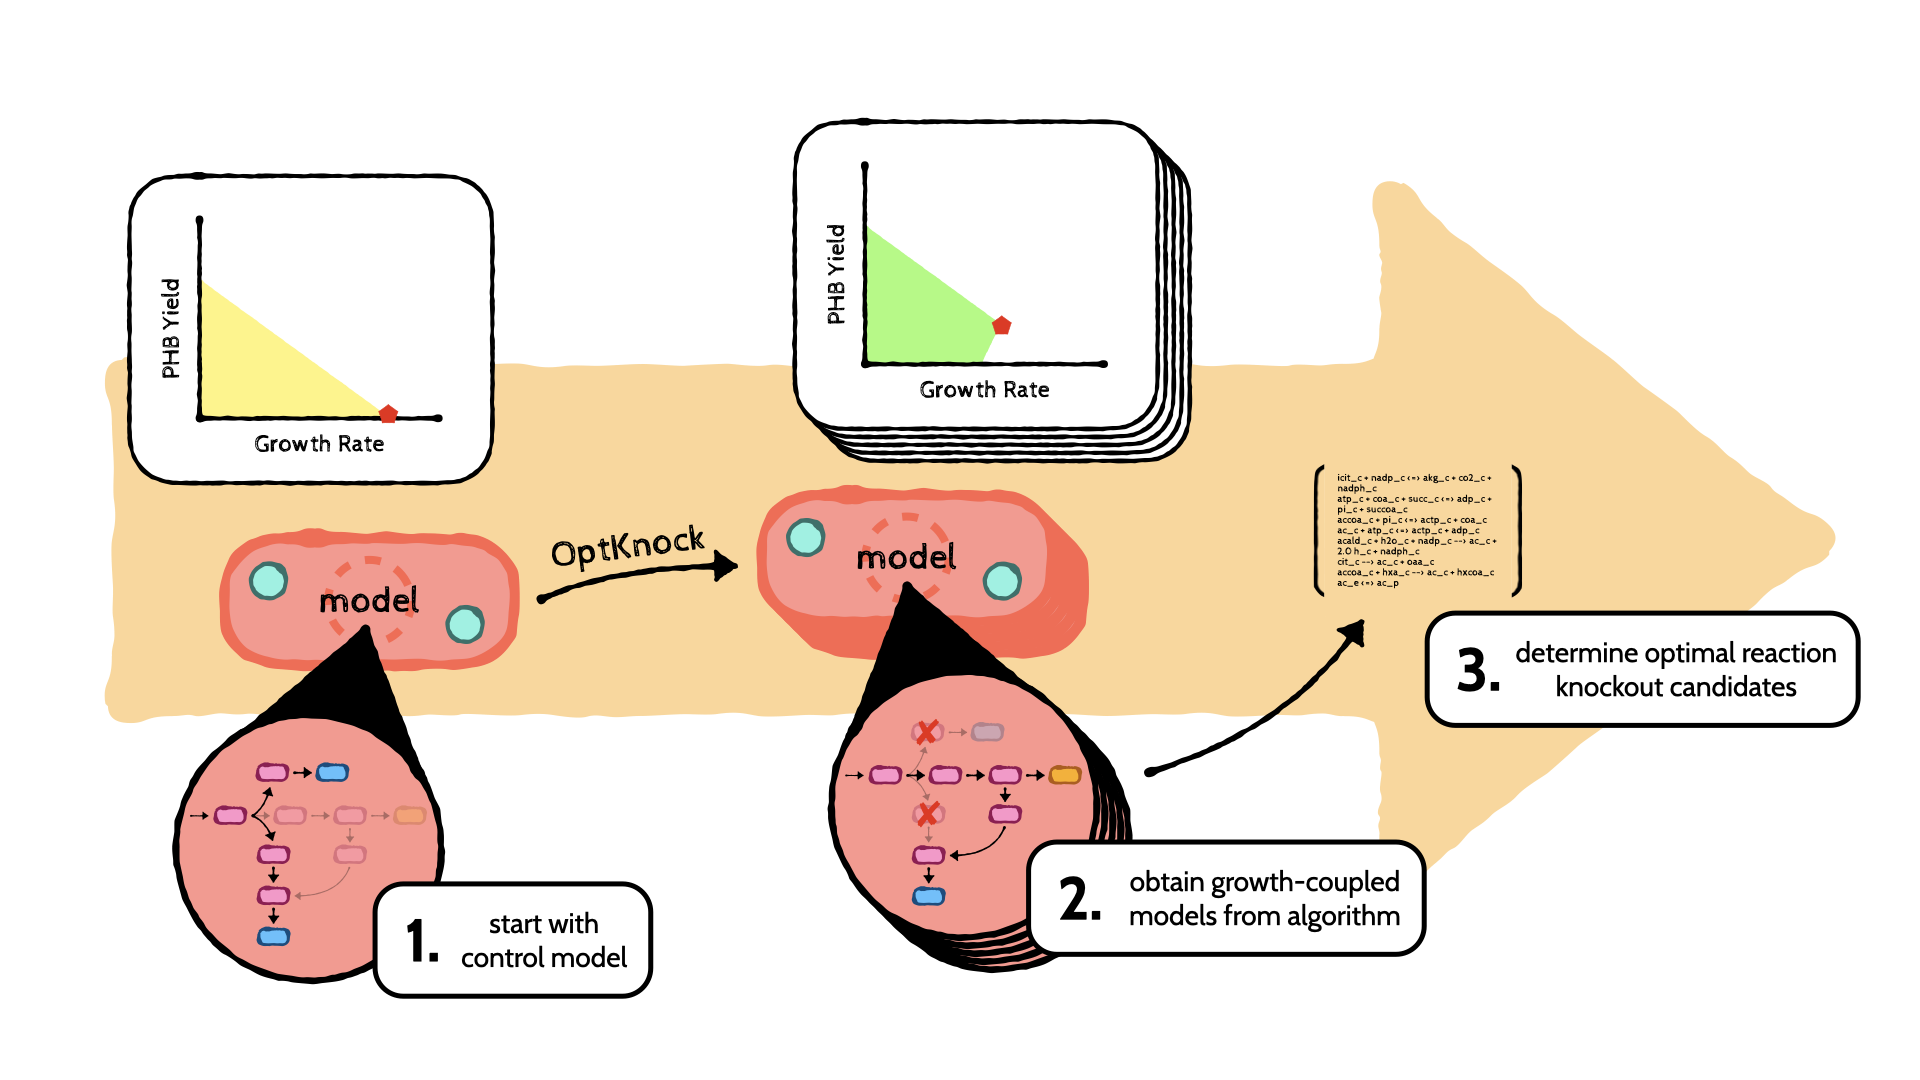 PHB Yield
Growth Rate
PHB Yield
Growth Rate
model
OptKnock
model
1. start with
control model
2. obtain growth-coupled
models from algorithm
icit_c + nadp_c <=> akg_c + co2_c +
nadph_c
atp_c + coa_c + succ_c <=> adp_c +
pi_c + succoa_c
accoa_c + pi_c <=> actp_c + coa_c
ac_c + atp_c <=> actp_c + adp_c
acald_c + h2o_c + nadp_c --> ac_c +
2.0 h_c + nadph_c
cit_c --> ac_c + oaa_c
accoa_c + hxa_c --> ac_c + hxcoa_c
ac_e <=> ac_p
3. determine optimal reaction
knockout candidates